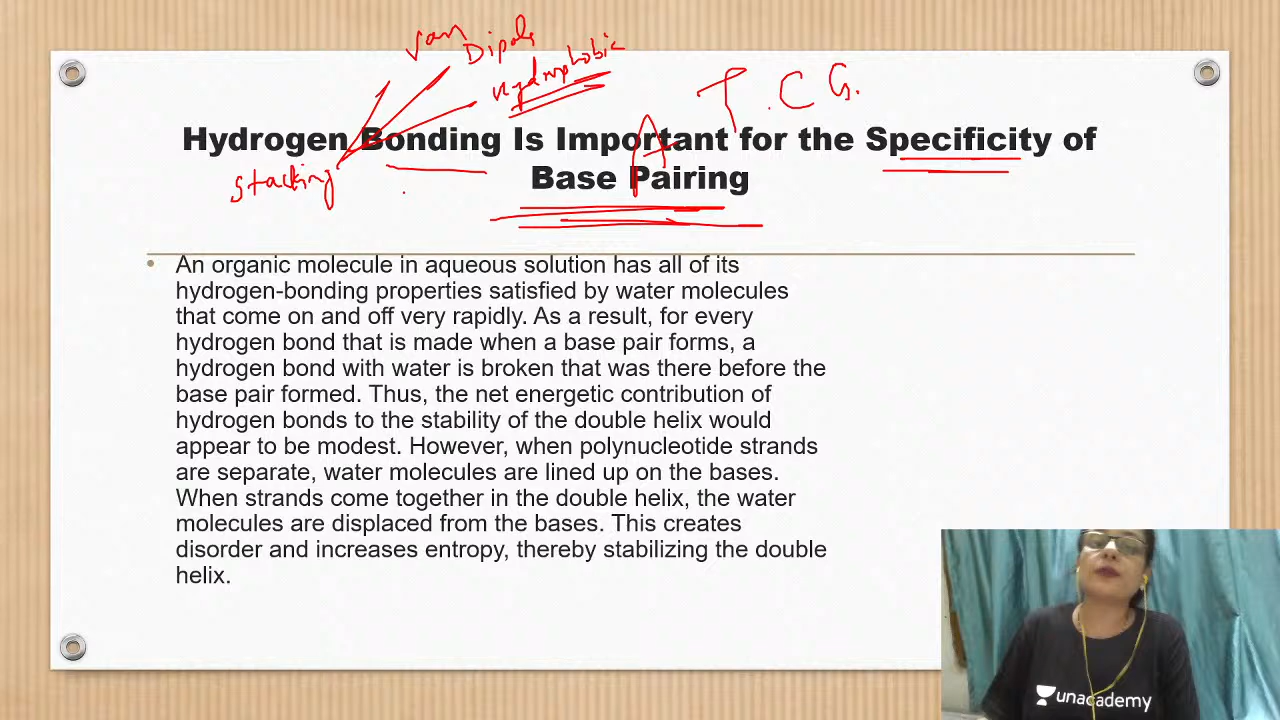 Van
Dipole
Hydrophobic
T.CG.
A
Hydrogen Bonding Is Important for the Specificity of
Base Pairing
Stacking
• An organic molecule in aqueous solution has all of its
hydrogen-bonding properties satisfied by water molecules
that come on and off very rapidly. As a result, for every
hydrogen bond that is made when a base pair forms, a
hydrogen bond with water is broken that was there before the
base pair formed. Thus, the net energetic contribution of
hydrogen bonds to the stability of the double helix would
appear to be modest. However, when polynucleotide strands
are separate, water molecules are lined up on the bases.
When strands come together in the double helix, the water
molecules are displaced from the bases. This creates
disorder and increases entropy, thereby stabilizing the double
helix.
unacademy